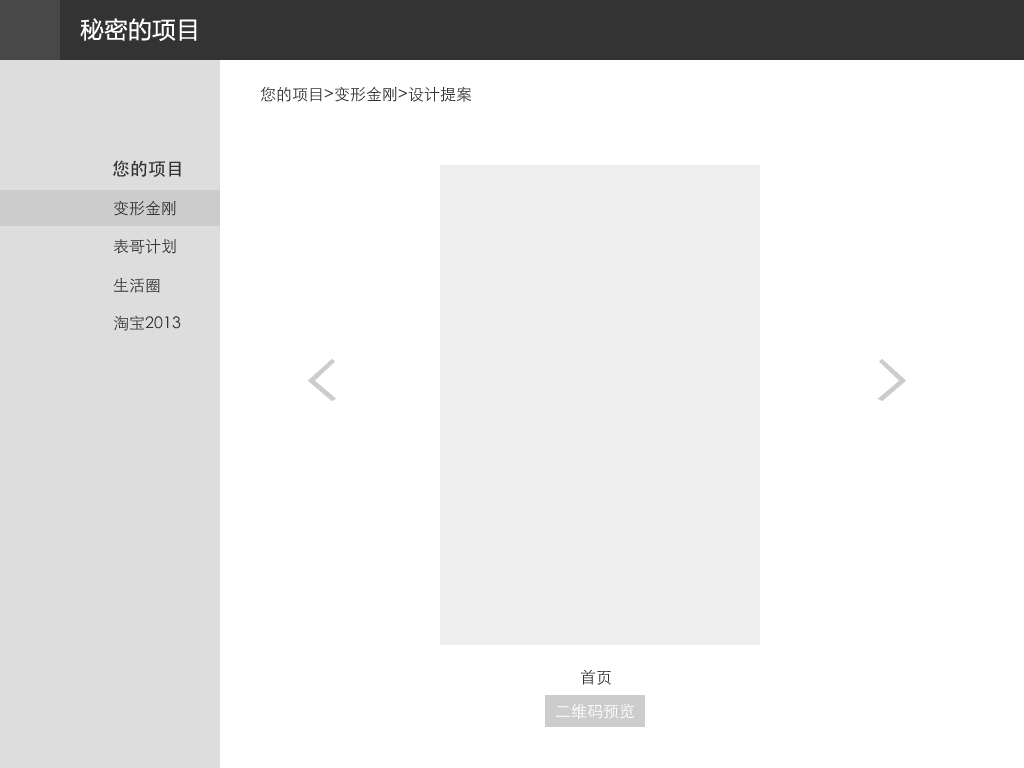 秘密的项目
您的项目>变形金刚>设计提案
您的项目
变形金刚
表哥计划
生活圈
淘宝2013
首页
二维码预览